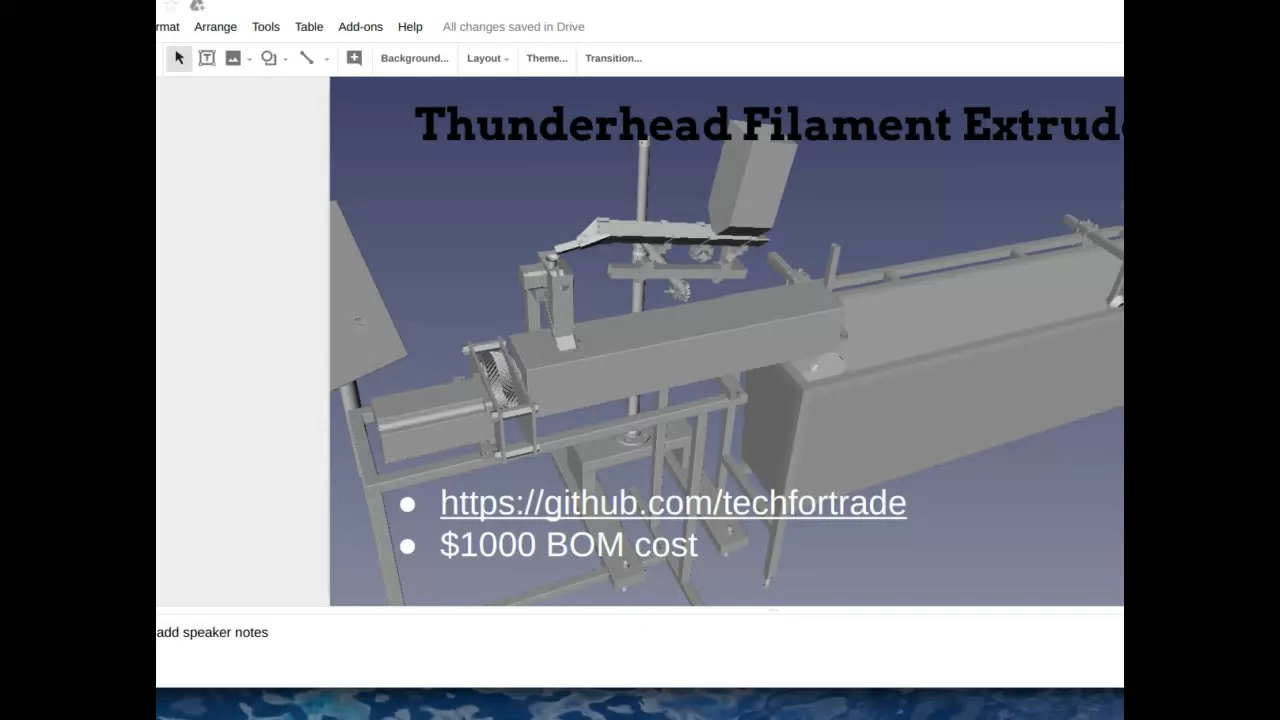 rmat Arrange Tools Table Add-ons Help All changes saved in Drive
Background... Layout Theme... Transition...
Thunderhead Filament Extrud
● https://github.com/techfortrade
● $1000 BOM cost
add speaker notes